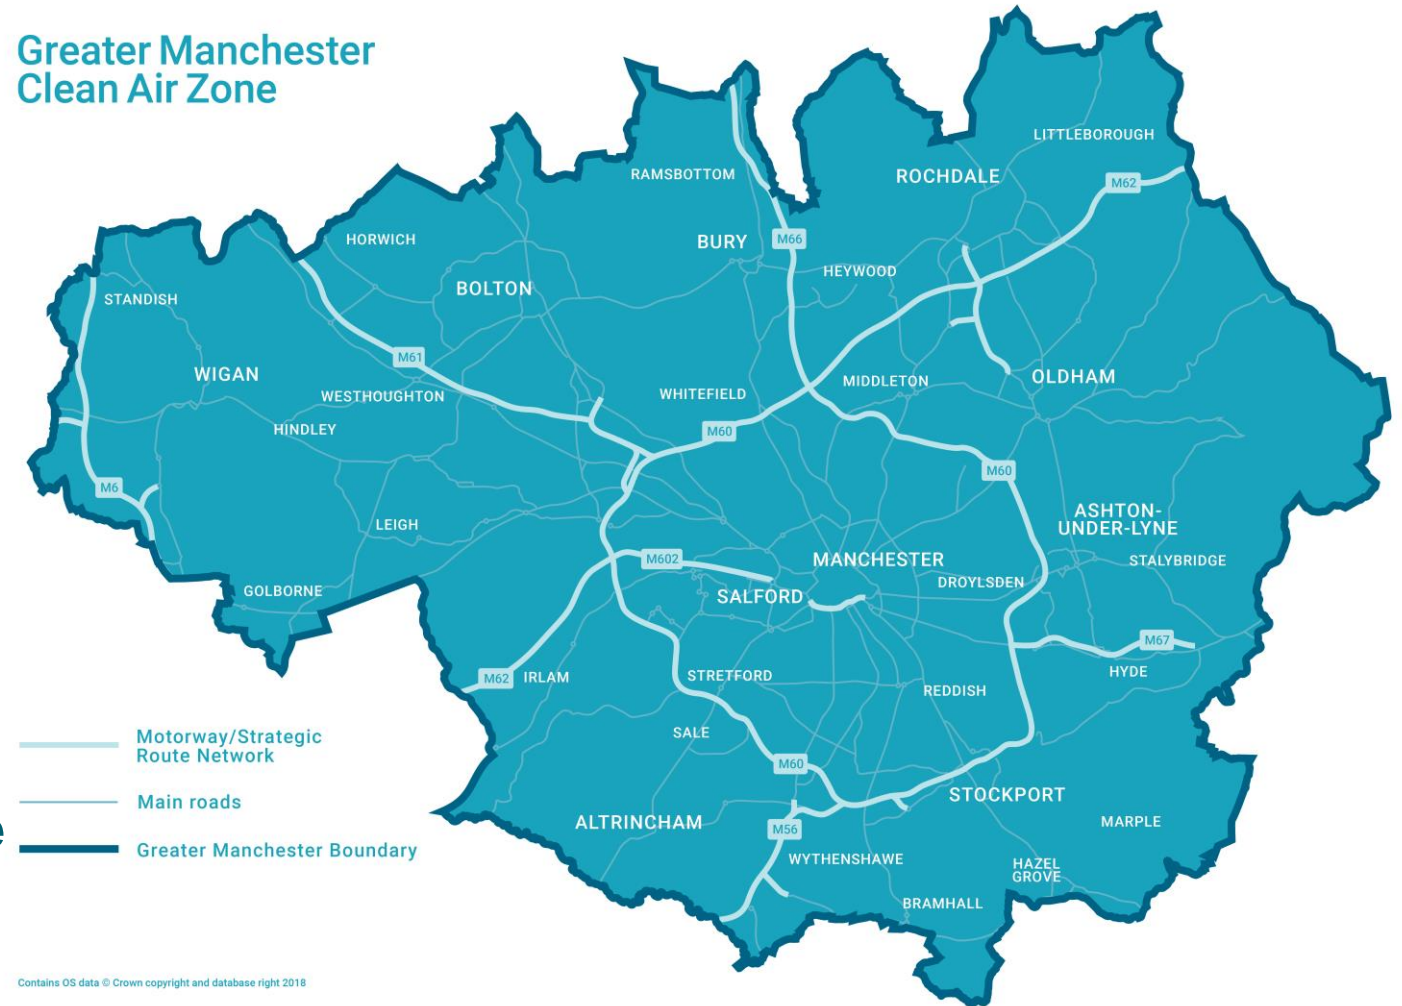 Greater Manchester
Clean Air Zone
LITTLEBOROUGH
RAMSBOTTOM
ROCHDALE
M62
HORWICH
BURY
M66
HEYWOOD
BOLTON
STANDISH
M61
WIGAN
WESTHOUGHTON
WHITEFIELD
MIDDLETON
OLDHAM
HINDLEY
M60
M60
M6
LEIGH
ASHTON-
UNDER-LYNE
M602
MANCHESTER
STALYBRIDGE
GOLBORNE
SALFORD
DROYLSDEN
M67
M62
IRLAM
STRETFORD
REDDISH
HYDE
SALE
Motorway/Strategic
Route Network
M60
Main roads
STOCKPORT
ALTRINCHAM
M56
MARPLE
e
Greater Manchester Boundary
WYTHENSHAWE
HAZEL
GROVE
BRAMHALL
Contains OS data © Crown copyright and database right 2018